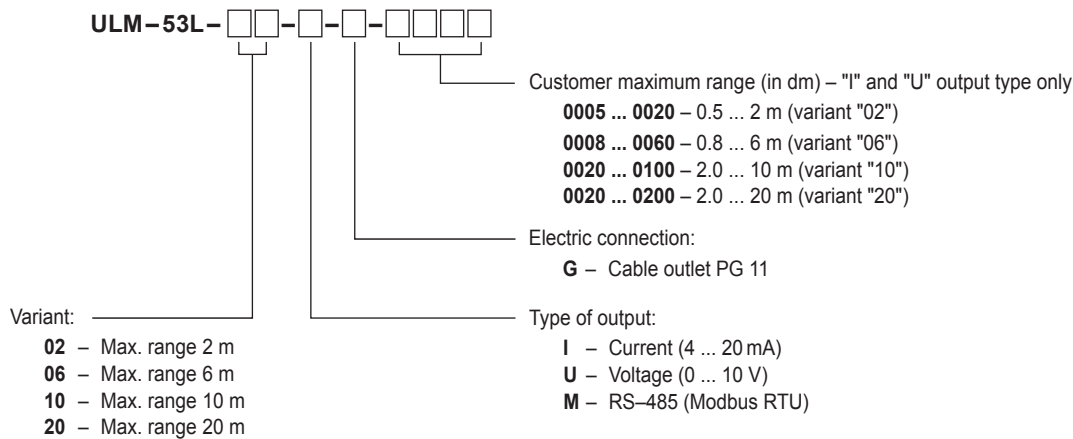 ULM–53L–□□–□–□–□□□□
Customer maximum range (in dm) – "I" and "U" output type only
0005 ... 0020 – 0.5 ... 2 m (variant "02")
0008 ... 0060 – 0.8 ... 6 m (variant "06")
0020 ... 0100 – 2.0 ... 10 m (variant "10")
0020 ... 0200 – 2.0 ... 20 m (variant "20")
Electric connection:
G – Cable outlet PG 11
Variant:
02 – Max. range 2 m
06 – Max. range 6 m
10 – Max. range 10 m
20 – Max. range 20 m
Type of output:
I – Current (4 ... 20 mA)
U – Voltage (0 ... 10 V)
M – RS–485 (Modbus RTU)